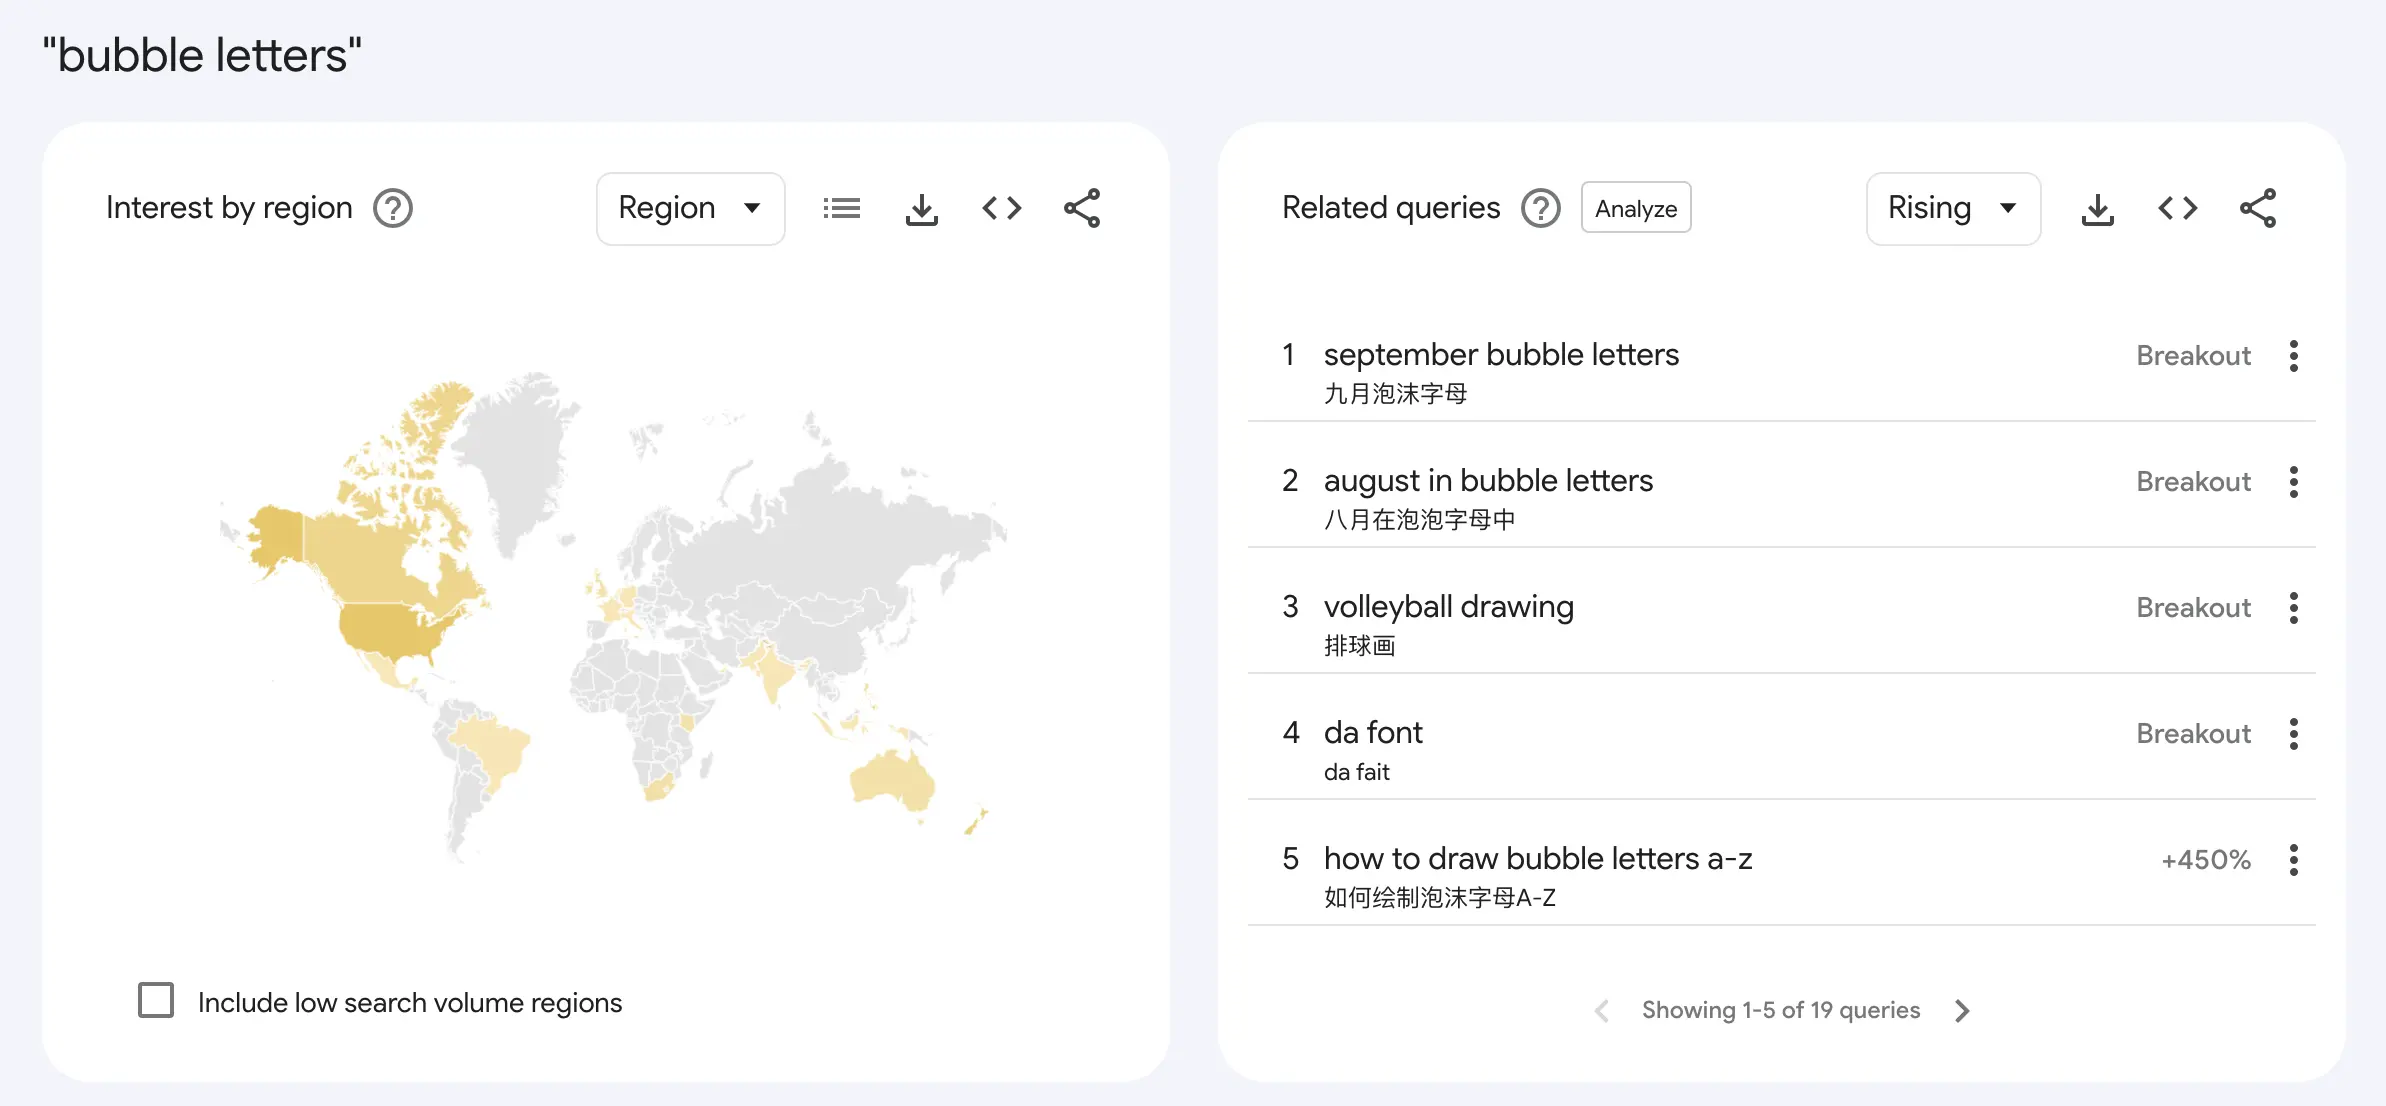 "bubble letters"
Interest by region
Region
Related queries
Analyze
Rising
1 september bubble letters Breakout
九月泡沫字母
2 august in bubble letters Breakout
八月在泡泡字母中
3 volleyball drawing Breakout
排球画
4 da font Breakout
da fait
5 how to draw bubble letters a-z +450%
如何绘制泡沫字母A-Z
Include low search volume regions
Showing 1-5 of 19 queries